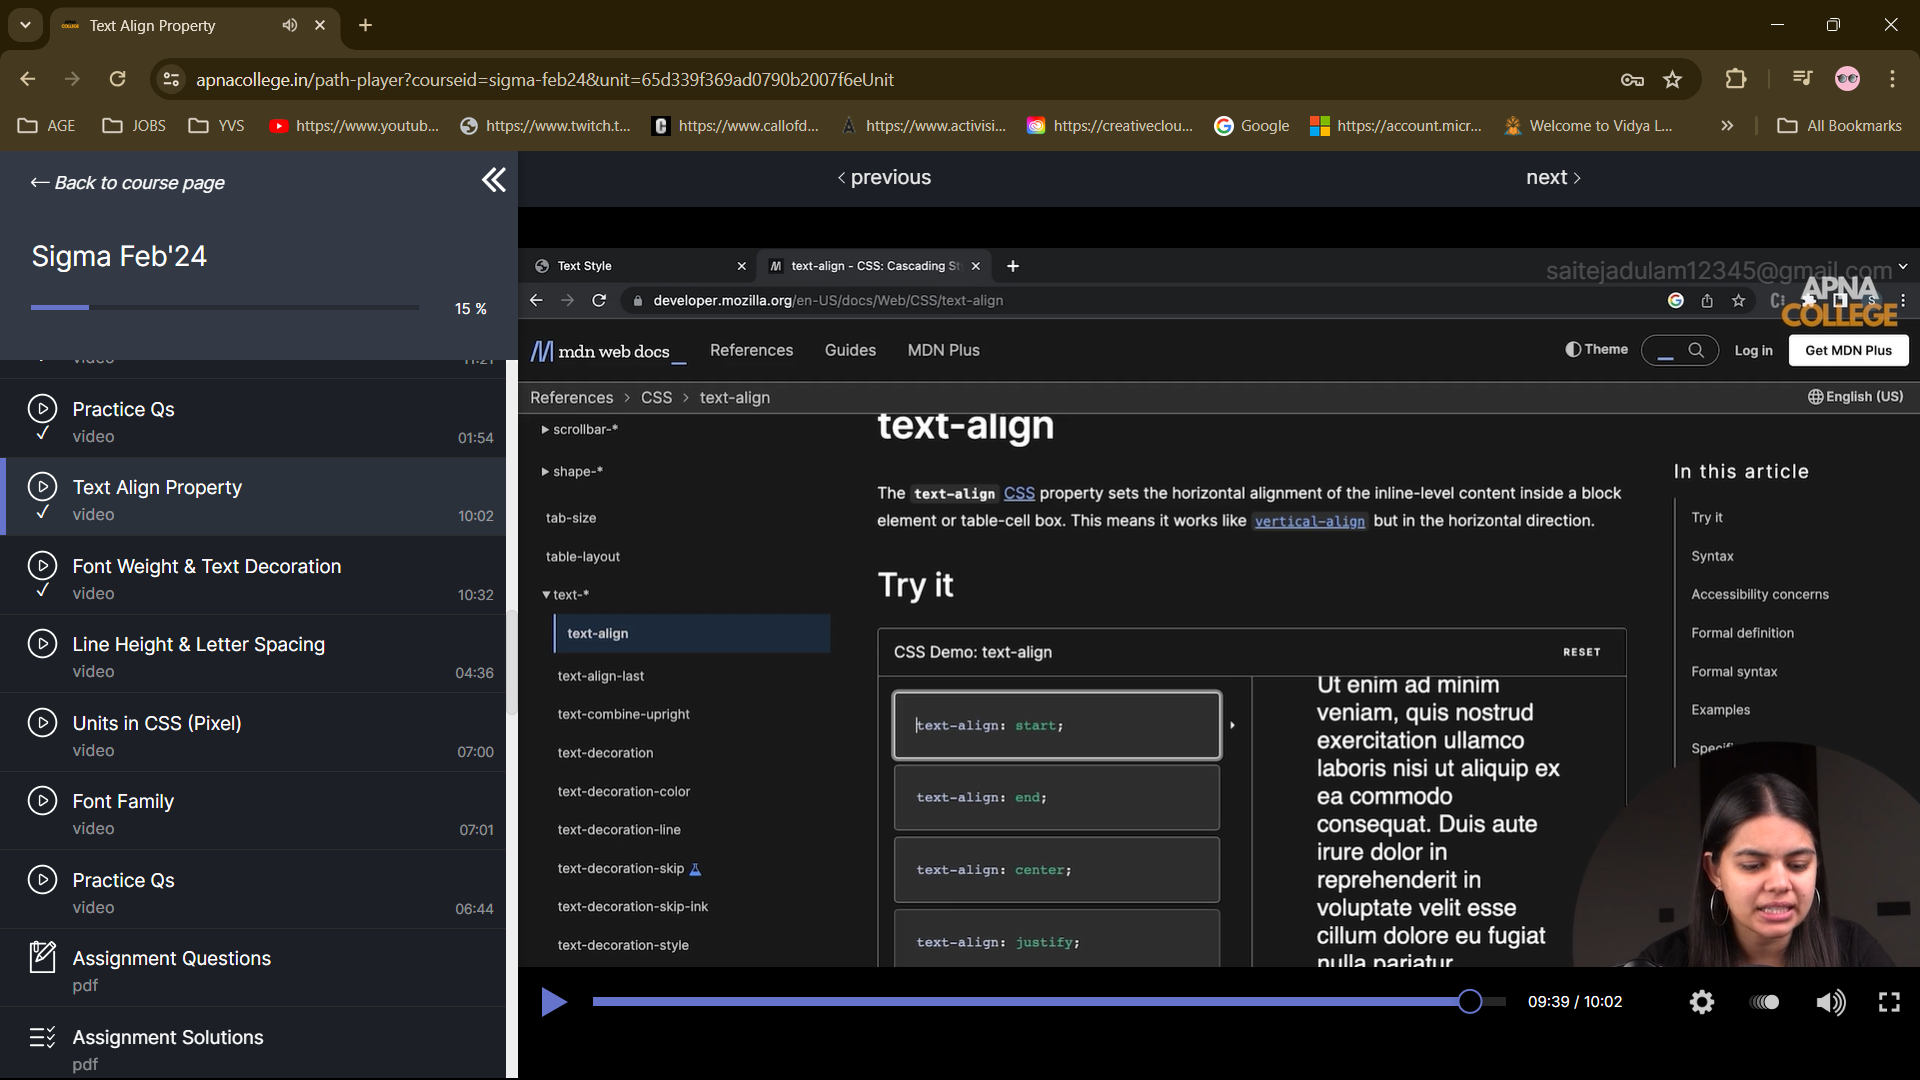 Text Align Property
apnacollege.in/path-player?courseid=sigma-feb24&unit=65d339f369ad0790b2007f6eUnit
AGE
JOBS
YVS
https://www.youtub...
https://www.twitch.t...
https://www.callofd...
https://www.activisi...
https://creativeclou...
Google
https://account.micr...
Welcome to Vidya L...
All Bookmarks
← Back to course page
Sigma Feb'24
15 %
Practice Qs
video
01:54
Text Align Property
video
10:02
Font Weight & Text Decoration
video
10:32
Line Height & Letter Spacing
video
04:36
Units in CSS (Pixel)
video
07:00
Font Family
video
07:01
Practice Qs
video
06:44
Assignment Questions
pdf
Assignment Solutions
pdf
‹ previous
next ›
Text Style
text-align - CSS: Cascading St
saitejadulam12345@gmail.com
developer.mozilla.org/en-US/docs/Web/CSS/text-align
APNA
COLLEGE
mdn web docs_
References
Guides
MDN Plus
Theme
Log in
Get MDN Plus
References > CSS > text-align
English (US)
scrollbar-*
shape-*
tab-size
table-layout
text-*
text-align
text-align-last
text-combine-upright
text-decoration
text-decoration-color
text-decoration-line
text-decoration-skip
text-decoration-skip-ink
text-decoration-style
text-align
The text-align CSS property sets the horizontal alignment of the inline-level content inside a block
element or table-cell box. This means it works like vertical-align but in the horizontal direction.
Try it
CSS Demo: text-align
RESET
text-align: start;
text-align: end;
text-align: center;
text-align: justify;
Ut enim ad minim
veniam, quis nostrud
exercitation ullamco
laboris nisi ut aliquip ex
ea commodo
consequat. Duis aute
irure dolor in
reprehenderit in
voluptate velit esse
cillum dolore eu fugiat
nulla pariatur
In this article
Try it
Syntax
Accessibility concerns
Formal definition
Formal syntax
Examples
09:39 / 10:02